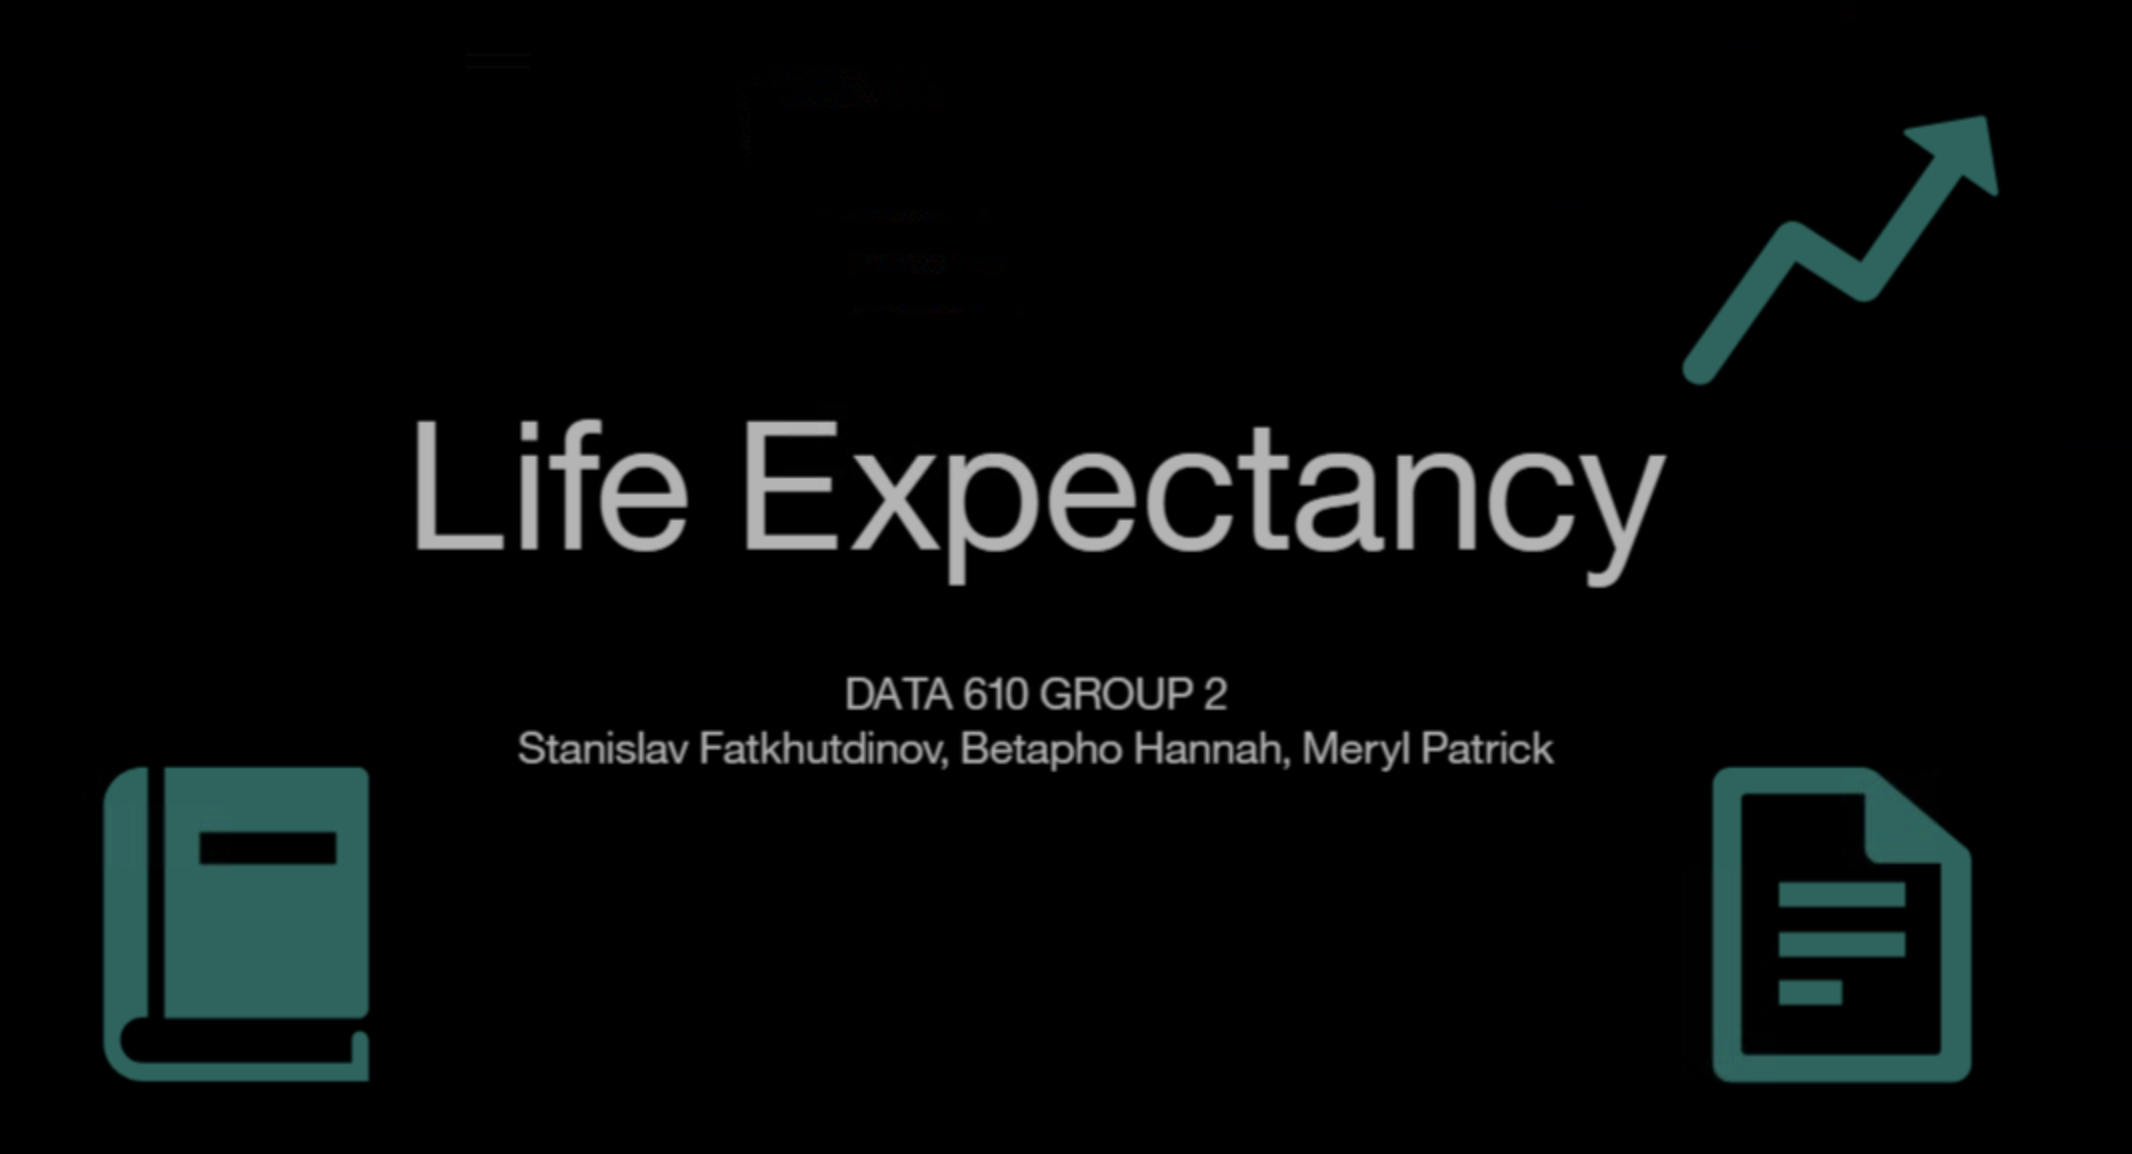 Life Expectancy
DATA 610 GROUP 2
Stanislav Fatkhutdinov, Betapho Hannah, Meryl Patrick